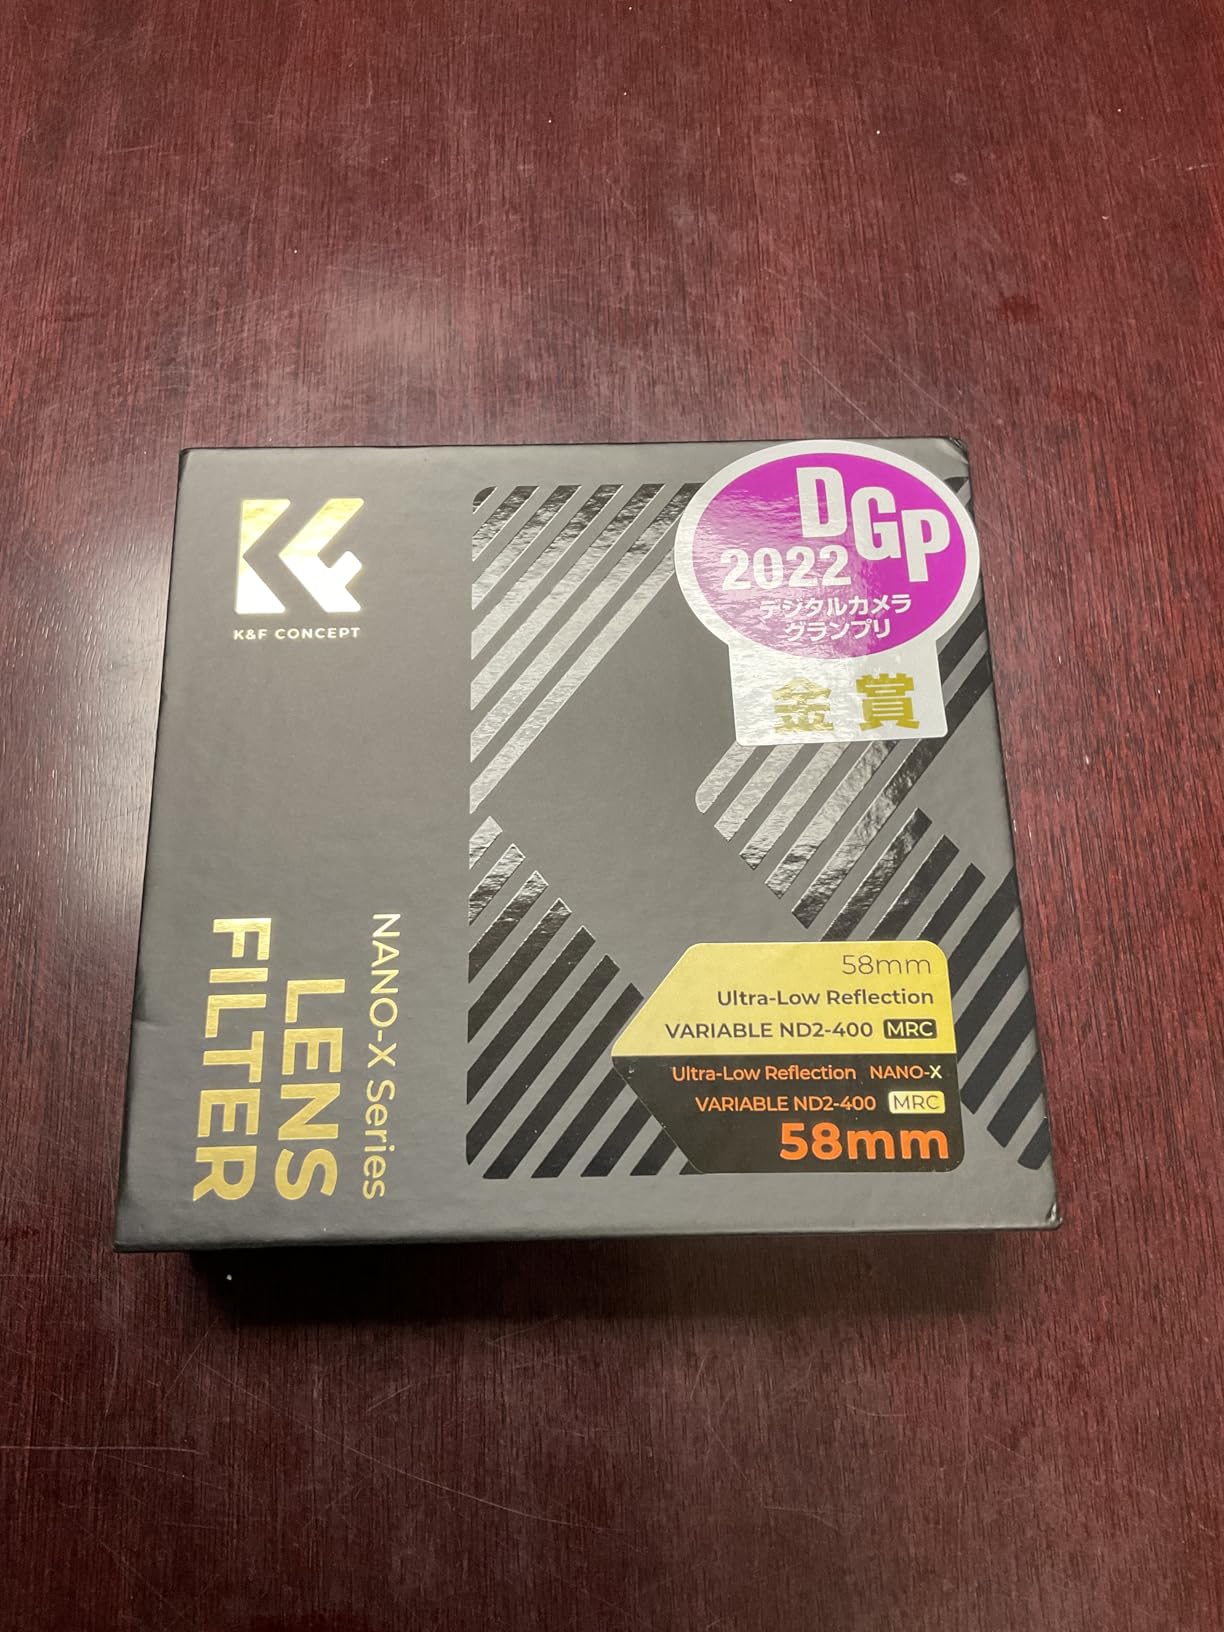 K&F CONCEPT
DGP
2022
デジタルカメラ
グランプリ
金賞
NANO-X Series
LENS
FILTER
58mm
Ultra-Low Reflection
VARIABLE ND2-400 MRC
Ultra-Low Reflection NANO-X
VARIABLE ND2-400 MRC
58mm